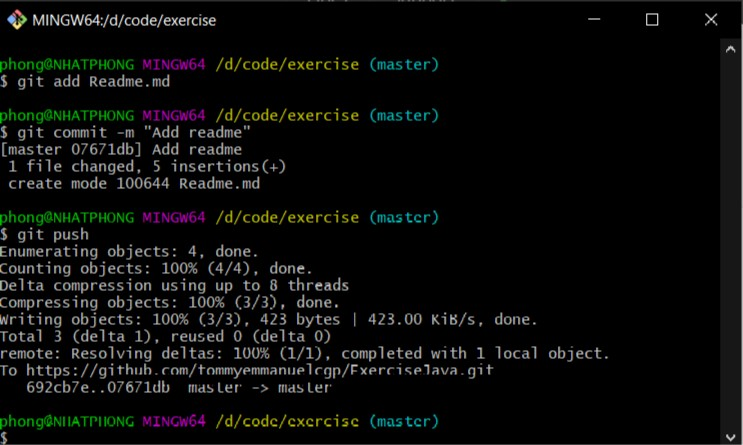 MINGW64:/d/code/exercise
phong@NHATPHONG MINGW64 /d/code/exercise (master)
$ git add Readme.md
phong@NHATPHONG MINGW64 /d/code/exercise (master)
$ git commit -m "Add readme"
[master 07671db] Add readme
1 file changed, 5 insertions(+)
create mode 100644 Readme.md
phong@NHATPHONG MINGW64 /d/code/exercise (master)
$ git push
Enumerating objects: 4, done.
Counting objects: 100% (4/4), done.
Delta compression using up to 8 threads
Compressing objects: 100% (3/3), done.
Writing objects: 100% (3/3), 423 bytes | 423.00 KiB/s, done.
Total 3 (delta 1), reused 0 (delta 0)
remote: Resolving deltas: 100% (1/1), completed with 1 local object.
To https://github.com/tommyemmanuelcgp/ExerciseJava.git
692cb7e..07671db master -> master
phong@NHATPHONG MINGW64 /d/code/exercise (master)
$